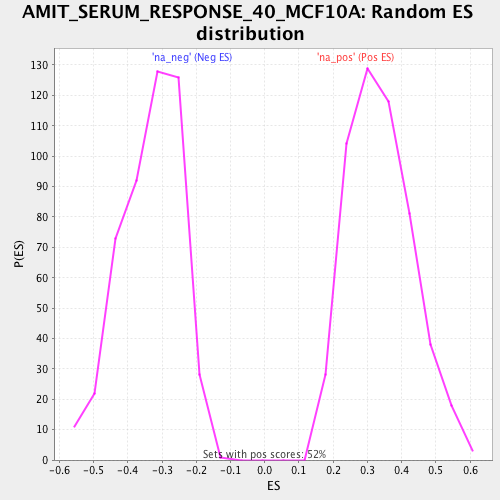 AMIT_SERUM_RESPONSE_40_MCF10A: Random ES
distribution
'na_neg' (Neg ES)
'na_pos' (Pos ES)
130
120
110
100
90
80
70
60
50
40
30
20
10
0
P(ES)
Sets with pos scores: 52%
-0.6 -0.5 -0.4 -0.3 -0.2 -0.1 0.0 0.1 0.2 0.3 0.4 0.5 0.6
ES